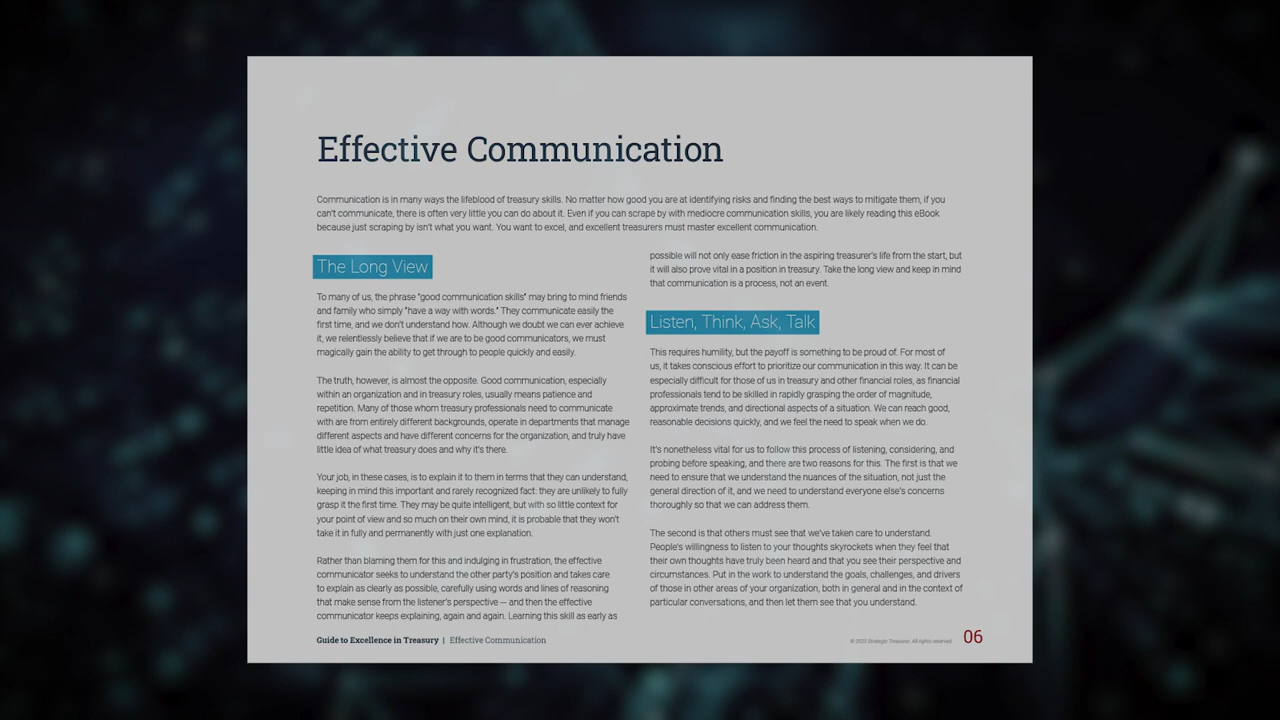 Effective Communication
Communication is in many ways the lifeblood of treasury skills. No matter how good you are at identifying risks and finding the best ways to mitigate them, if you
can't communicate, there is often very little you can do about it. Even if you can scrape by with mediocre communication skills, you are likely reading this eBook
because just scraping by isn't what you want. You want to excel, and excellent treasurers must master excellent communication.
The Long View
To many of us, the phrase "good communication skills" may bring to mind friends
and family who simply "have a way with words." They communicate easily the
first time, and we don't understand how. Although we doubt we can ever achieve
it, we relentlessly believe that if we are to be good communicators, we must
magically gain the ability to get through to people quickly and easily.
The truth, however, is almost the opposite. Good communication, especially
within an organization and in treasury roles, usually means patience and
repetition. Many of those whom treasury professionals need to communicate
with are from entirely different backgrounds, operate in departments that manage
different aspects and have different concerns for the organization, and truly have
little idea of what treasury does and why it's there.
Your job, in these cases, is to explain it to them in terms that they can understand,
keeping in mind this important and rarely recognized fact: they are unlikely to fully
grasp it the first time. They may be quite intelligent, but with so little context for
your point of view and so much on their own mind, it is probable that they won't
take it in fully and permanently with just one explanation.
Rather than blaming them for this and indulging in frustration, the effective
communicator seeks to understand the other party's position and takes care
to explain as clearly as possible, carefully using words and lines of reasoning
that make sense from the listener's perspective — and then the effective
communicator keeps explaining, again and again. Learning this skill as early as
possible will not only ease friction in the aspiring treasurer's life from the start, but
it will also prove vital in a position in treasury. Take the long view and keep in mind
that communication is a process, not an event.
Listen, Think, Ask, Talk
This requires humility, but the payoff is something to be proud of. For most of
us, it takes conscious effort to prioritize our communication in this way. It can be
especially difficult for those of us in treasury and other financial roles, as financial
professionals tend to be skilled in rapidly grasping the order of magnitude,
approximate trends, and directional aspects of a situation. We can reach good,
reasonable decisions quickly, and we feel the need to speak when we do.
It's nonetheless vital for us to follow this process of listening, considering, and
probing before speaking, and there are two reasons for this. The first is that we
need to ensure that we understand the nuances of the situation, not just the
general direction of it, and we need to understand everyone else's concerns
thoroughly so that we can address them.
The second is that others must see that we've taken care to understand.
People's willingness to listen to your thoughts skyrockets when they feel that
their own thoughts have truly been heard and that you see their perspective and
circumstances. Put in the work to understand the goals, challenges, and drivers
of those in other areas of your organization, both in general and in the context of
particular conversations, and then let them see that you understand.
Guide to Excellence in Treasury | Effective Communication
© 2023 Strategic Treasurer. All rights reserved. 06